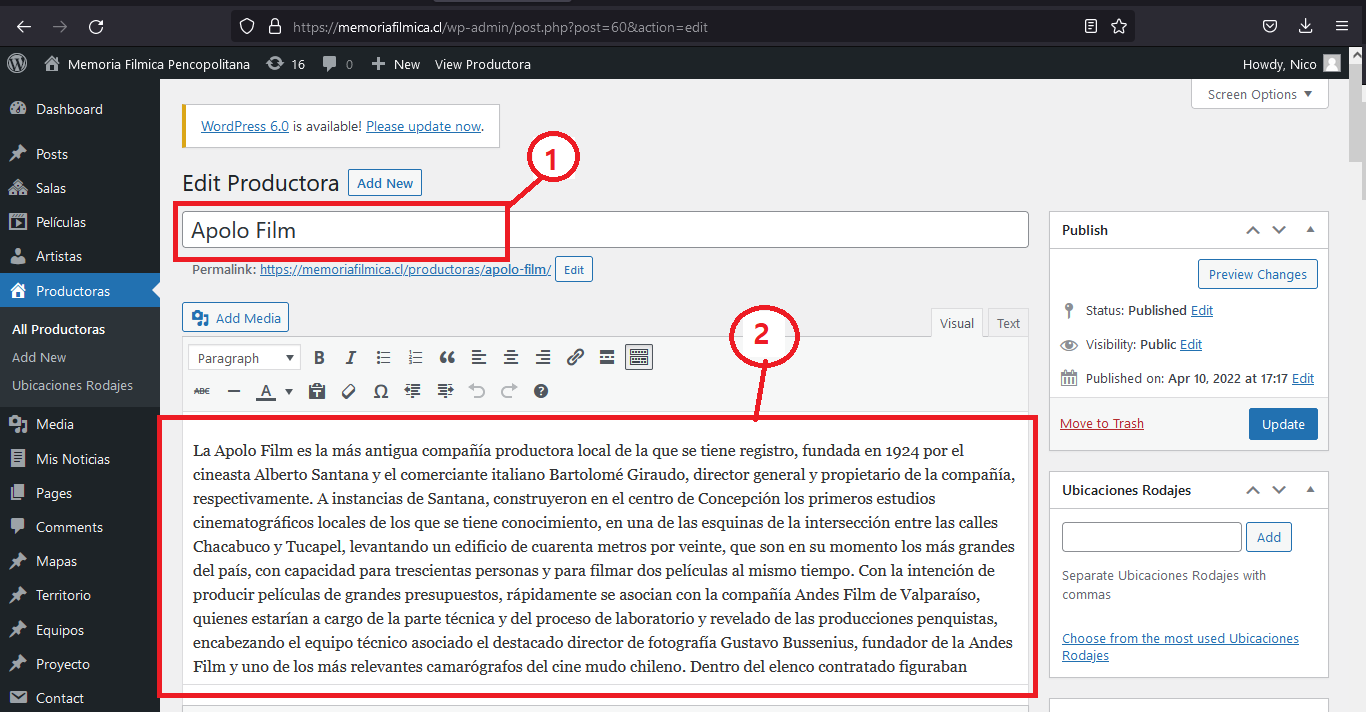 https://memoriafilmica.cl/wp-admin/post.php?post=60&action=edit
Memoria Filmica Pencopolitana 16 0 New View Productora Howdy, Nico
Screen Options
Dashboard
Posts
Salas
Películas
Artistas
Productoras
All Productoras
Add New
Ubicaciones Rodajes
Media
Mis Noticias
Pages
Comments
Mapas
Territorio
Equipos
Proyecto
Contact
WordPress 6.0 is available! Please update now.
1
Edit Productora Add New
Apolo Film
Permalink: https://memoriafilmica.cl/productoras/apolo-film/ Edit
Add Media
Visual Text
2
Paragraph B I
ABC A Ω
La Apolo Film es la más antigua compañía productora local de la que se tiene registro, fundada en 1924 por el
cineasta Alberto Santana y el comerciante italiano Bartolomé Giraudo, director general y propietario de la compañía,
respectivamente. A instancias de Santana, construyeron en el centro de Concepción los primeros estudios
cinematográficos locales de los que se tiene conocimiento, en una de las esquinas de la intersección entre las calles
Chacabuco y Tucapel, levantando un edificio de cuarenta metros por veinte, que son en su momento los más grandes
del país, con capacidad para trescientas personas y para filmar dos películas al mismo tiempo. Con la intención de
producir películas de grandes presupuestos, rápidamente se asocian con la compañía Andes Film de Valparaíso,
quienes estarían a cargo de la parte técnica y del proceso de laboratorio y revelado de las producciones penquistas,
encabezando el equipo técnico asociado el destacado director de fotografía Gustavo Bussenius, fundador de la Andes
Film y uno de los más relevantes camarógrafos del cine mudo chileno. Dentro del elenco contratado figuraban
Publish
Preview Changes
Status: Published Edit
Visibility: Public Edit
Published on: Apr 10, 2022 at 17:17 Edit
Move to Trash Update
Ubicaciones Rodajes
Add
Separate Ubicaciones Rodajes with
commas
Choose from the most used Ubicaciones
Rodajes